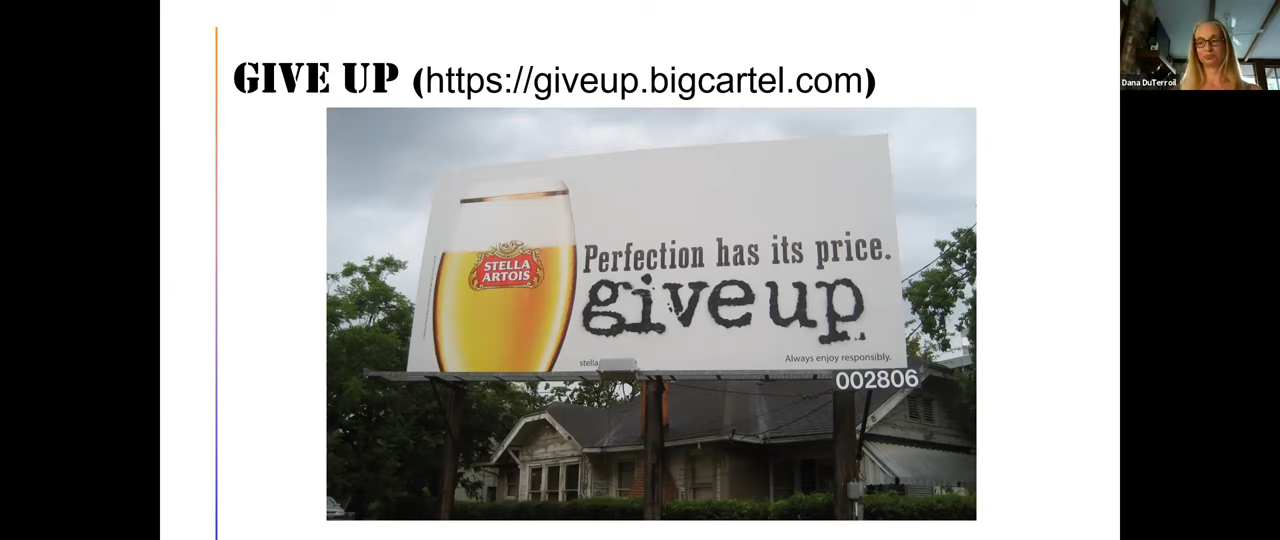 GIVE UP (https://giveup.bigcartel.com)
Dana DuTerroil
STELLA
ARTOIS
Perfection has its price.
give up
stella
Always enjoy responsibly.
002806